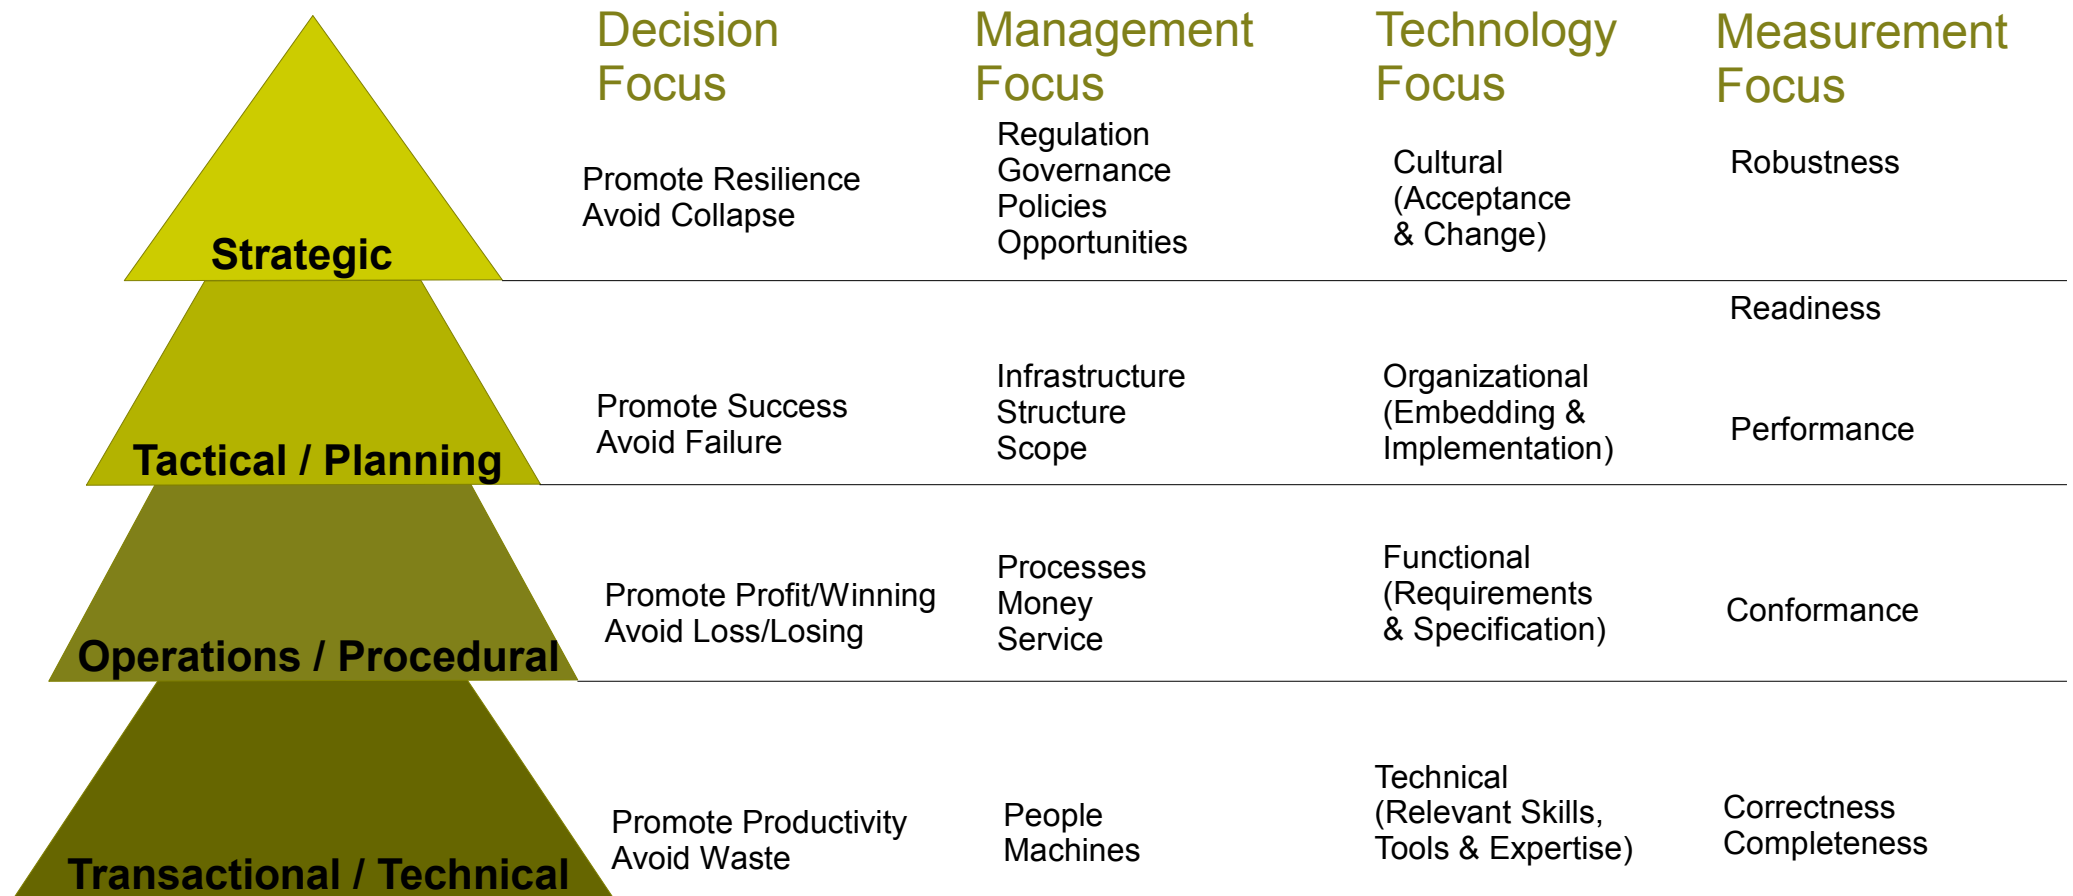 Decision
Focus
Management
Focus
Technology
Focus
Measurement
Focus
Strategic
Promote Resilience
Avoid Collapse
Regulation
Governance
Policies
Opportunities
Cultural
(Acceptance
& Change)
Robustness
Tactical / Planning
Promote Success
Avoid Failure
Infrastructure
Structure
Scope
Organizational
(Embedding &
Implementation)
Readiness
Performance
Operations / Procedural
Promote Profit/Winning
Avoid Loss/Losing
Processes
Money
Service
Functional
(Requirements
& Specification)
Conformance
Transactional / Technical
Promote Productivity
Avoid Waste
People
Machines
Technical
(Relevant Skills,
Tools & Expertise)
Correctness
Completeness